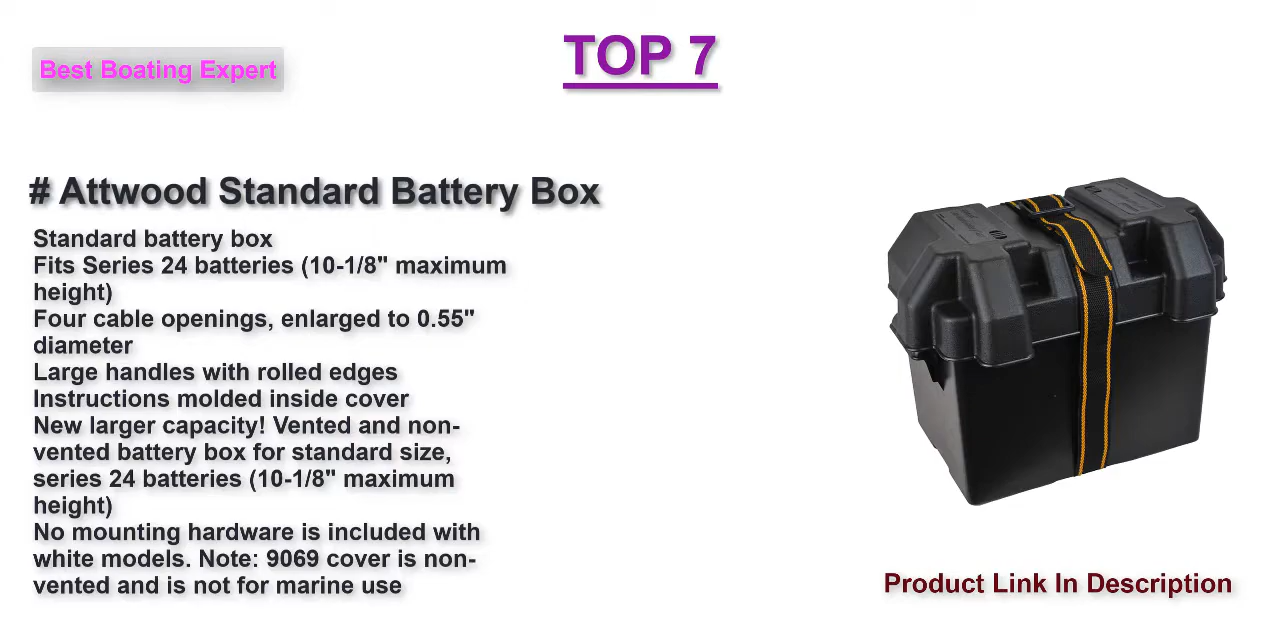 Best Boating Expert
TOP 7
# Attwood Standard Battery Box
Standard battery box
Fits Series 24 batteries (10-1/8" maximum
height)
Four cable openings, enlarged to 0.55"
diameter
Large handles with rolled edges
Instructions molded inside cover
New larger capacity! Vented and non-
vented battery box for standard size,
series 24 batteries (10-1/8" maximum
height)
No mounting hardware is included with
white models. Note: 9069 cover is non-
vented and is not for marine use
Product Link In Description